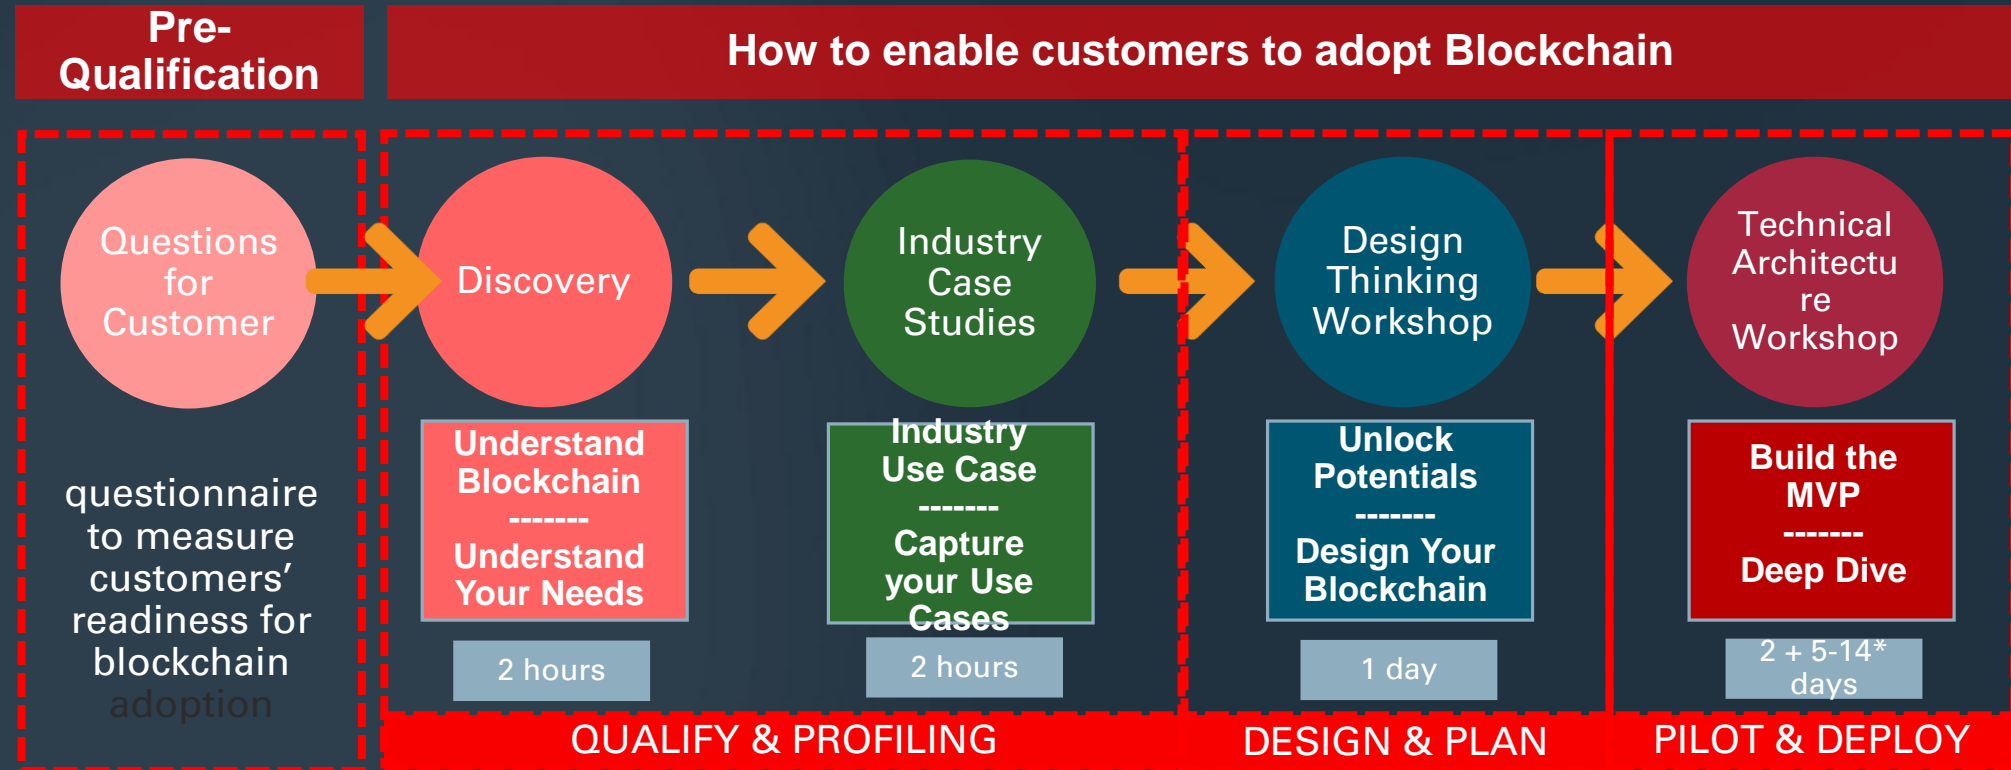 Pre-
Qualification
How to enable customers to adopt Blockchain
Questions
for
Customer
Discovery
Industry
Case
Studies
Design
Thinking
Workshop
Technical
Architectu
re
Workshop
questionnaire
to measure
customers’
readiness for
blockchain
adoption
Understand
Blockchain
-------
Understand
Your Needs
Industry
Use Case
-------
Capture
your Use
Cases
Unlock
Potentials
-------
Design Your
Blockchain
Build the
MVP
-------
Deep Dive
2 hours
2 hours
1 day
2 + 5-14*
days
QUALIFY & PROFILING
DESIGN & PLAN
PILOT & DEPLOY